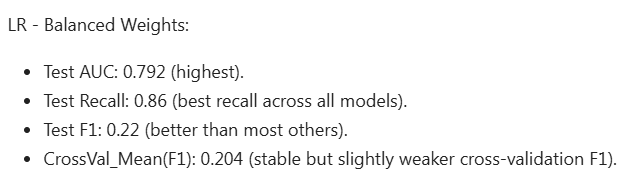 LR - Balanced Weights:
• Test AUC: 0.792 (highest).
• Test Recall: 0.86 (best recall across all models).
• Test F1: 0.22 (better than most others).
• CrossVal_Mean(F1): 0.204 (stable but slightly weaker cross-validation F1).